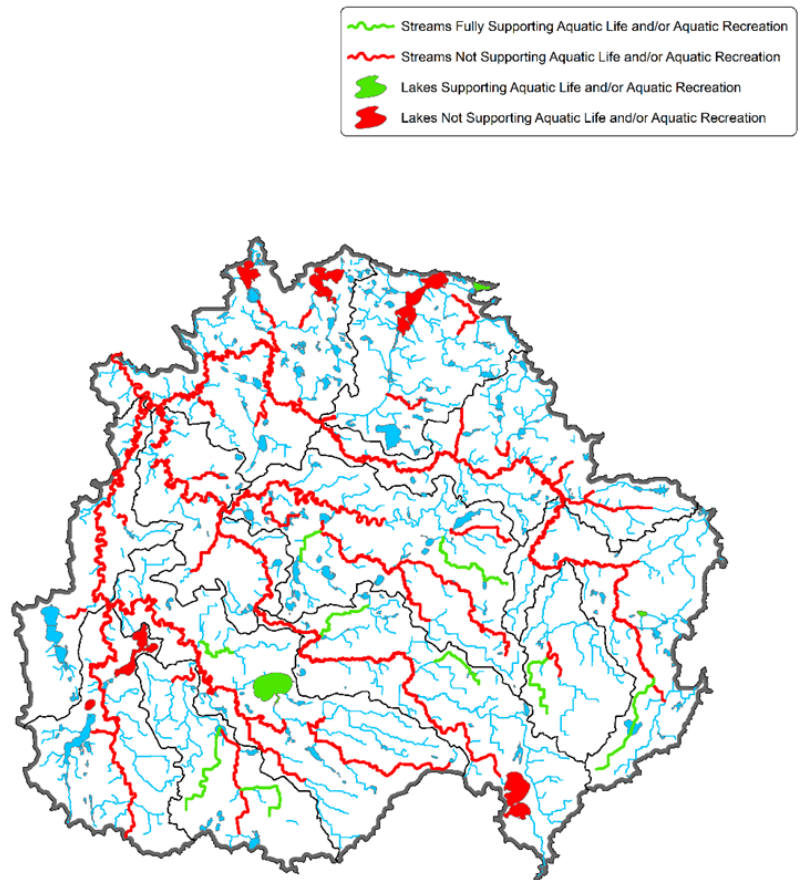 Streams Fully Supporting Aquatic Life and/or Aquatic Recreation
Streams Not Supporting Aquatic Life and/or Aquatic Recreation
Lakes Supporting Aquatic Life and/or Aquatic Recreation
Lakes Not Supporting Aquatic Life and/or Aquatic Recreation